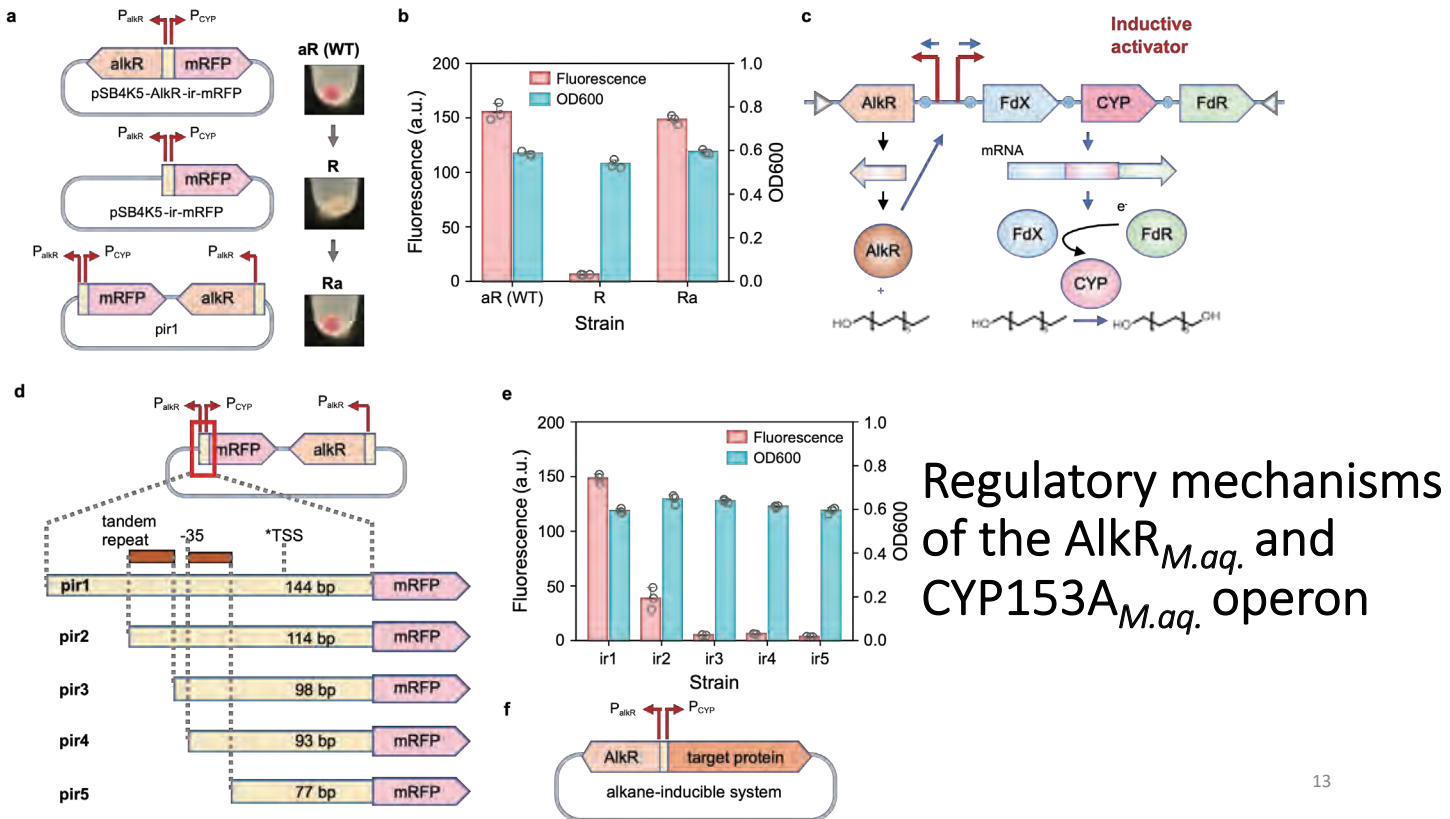 a
PalkR PCYP
alkR mRFP
pSB4K5-AlkR-ir-mRFP
aR (WT)
PalkR PCYP
mRFP
pSB4K5-ir-mRFP
R
PalkR PCYP PalkR
mRFP alkR
pir1
Ra
b
Fluorescence (a.u.)
200
150
100
50
0
Fluorescence
OD600
1.0
0.8
0.6
0.4
0.2
0.0
OD600
aR (WT) R Ra
Strain
c
Inductive
activator
AlkR FdX CYP FdR
mRNA
e-
FdX FdR
AlkR
CYP
+
HO 5 HO 5 HO 5 OH
d
PalkR PCYP PalkR
mRFP alkR
tandem
repeat
-35 *TSS
pir1 144 bp mRFP
pir2 114 bp mRFP
pir3 98 bp mRFP
pir4 93 bp mRFP
pir5 77 bp mRFP
e
Fluorescence (a.u.)
200
150
100
50
0
Fluorescence
OD600
1.0
0.8
0.6
0.4
0.2
0.0
OD600
ir1 ir2 ir3 ir4 ir5
Strain
f
PalkR PCYP
AlkR target protein
alkane-inducible system
Regulatory mechanisms
of the AlkRM.aq. and
CYP153AM.aq. operon
13